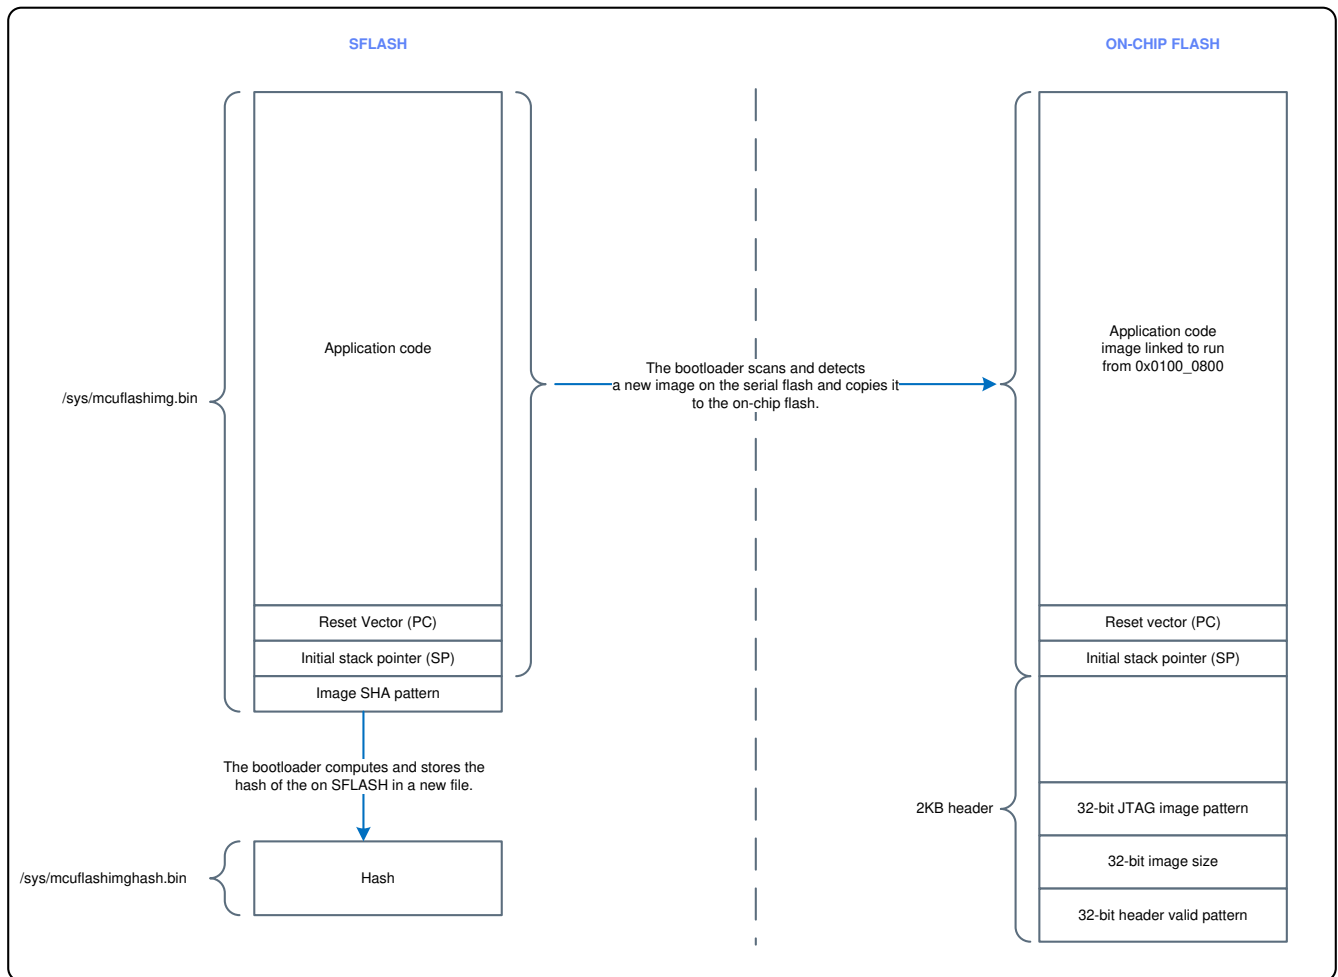 SFLASH
ON-CHIP FLASH
Application code
/sys/mcuflashimg.bin
The bootloader scans and detects
a new image on the serial flash and copies it
to the on-chip flash.
Application code
image linked to run
from 0x0100_0800
Reset Vector (PC)
Initial stack pointer (SP)
Image SHA pattern
Reset vector (PC)
Initial stack pointer (SP)
The bootloader computes and stores the
hash of the on SFLASH in a new file.
2KB header
32-bit JTAG image pattern
32-bit image size
32-bit header valid pattern
/sys/mcuflashimghash.bin
Hash